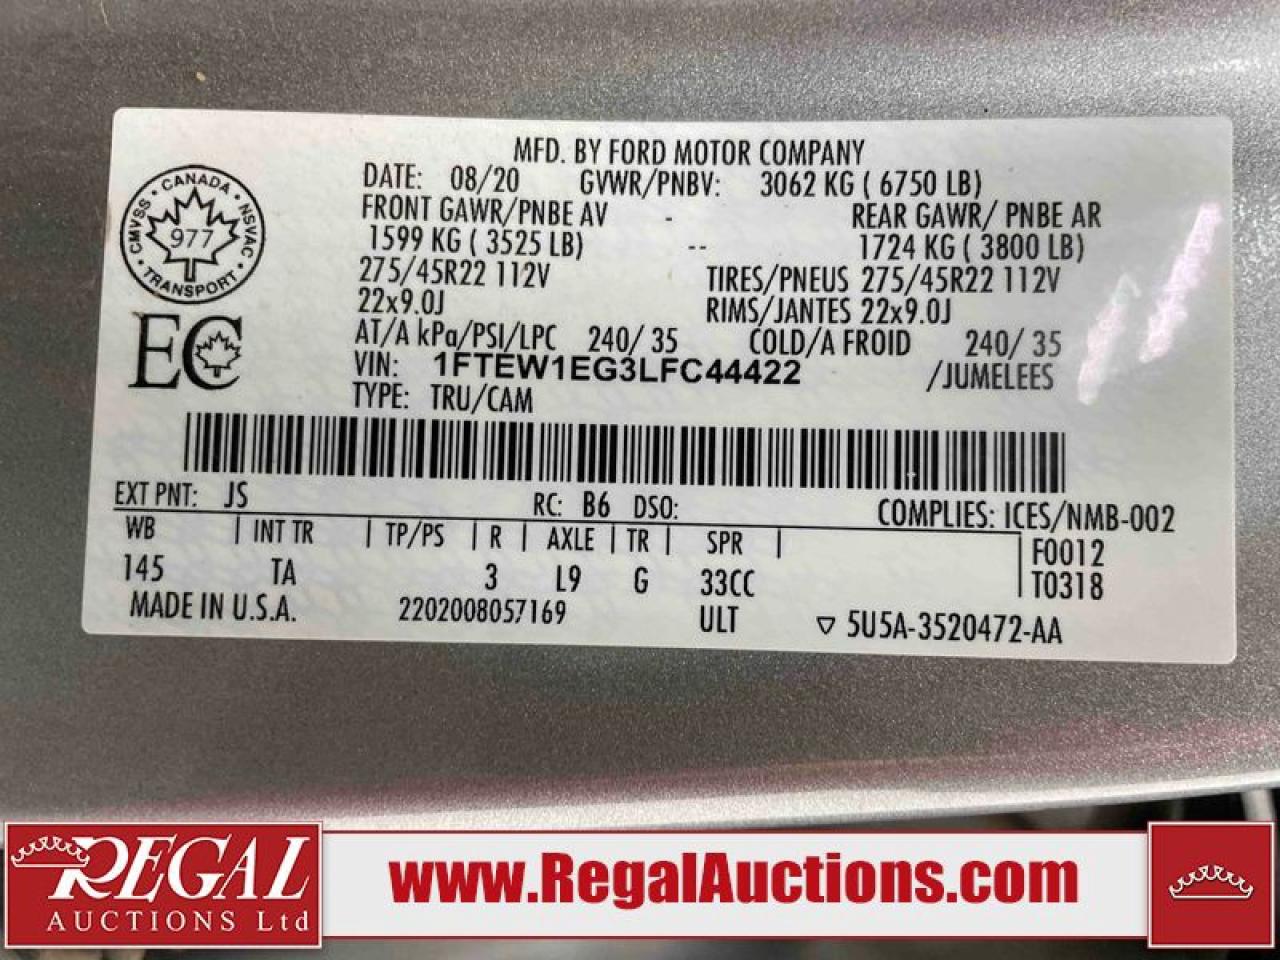 MFD. BY FORD MOTOR COMPANY
DATE: 08/20 GVWR/PNBV: 3062 KG ( 6750 LB)
FRONT GAWR/PNBE AV - REAR GAWR/ PNBE AR
1599 KG ( 3525 LB) -- 1724 KG ( 3800 LB)
275/45R22 112V TIRES/PNEUS 275/45R22 112V
22x9.0J RIMS/JANTES 22x9.0J
AT/A kPa/PSI/LPC 240/ 35 COLD/A FROID 240/ 35
VIN: 1FTEW1EG3LFC44422 /JUMELEES
TYPE: TRU/CAM
CANADA
CMVSS NSVAC
977
TRANSPORT
EC
EXT PNT: JS RC: B6 DSO: COMPLIES: ICES/NMB-002
WB | INT TR | TP/PS | R | AXLE | TR | SPR | F0012
145 TA 3 L9 G 33CC T0318
MADE IN U.S.A. 2202008057169 ULT ▽ 5U5A-3520472-AA
REGAL
AUCTIONS Ltd
www.RegalAuctions.com